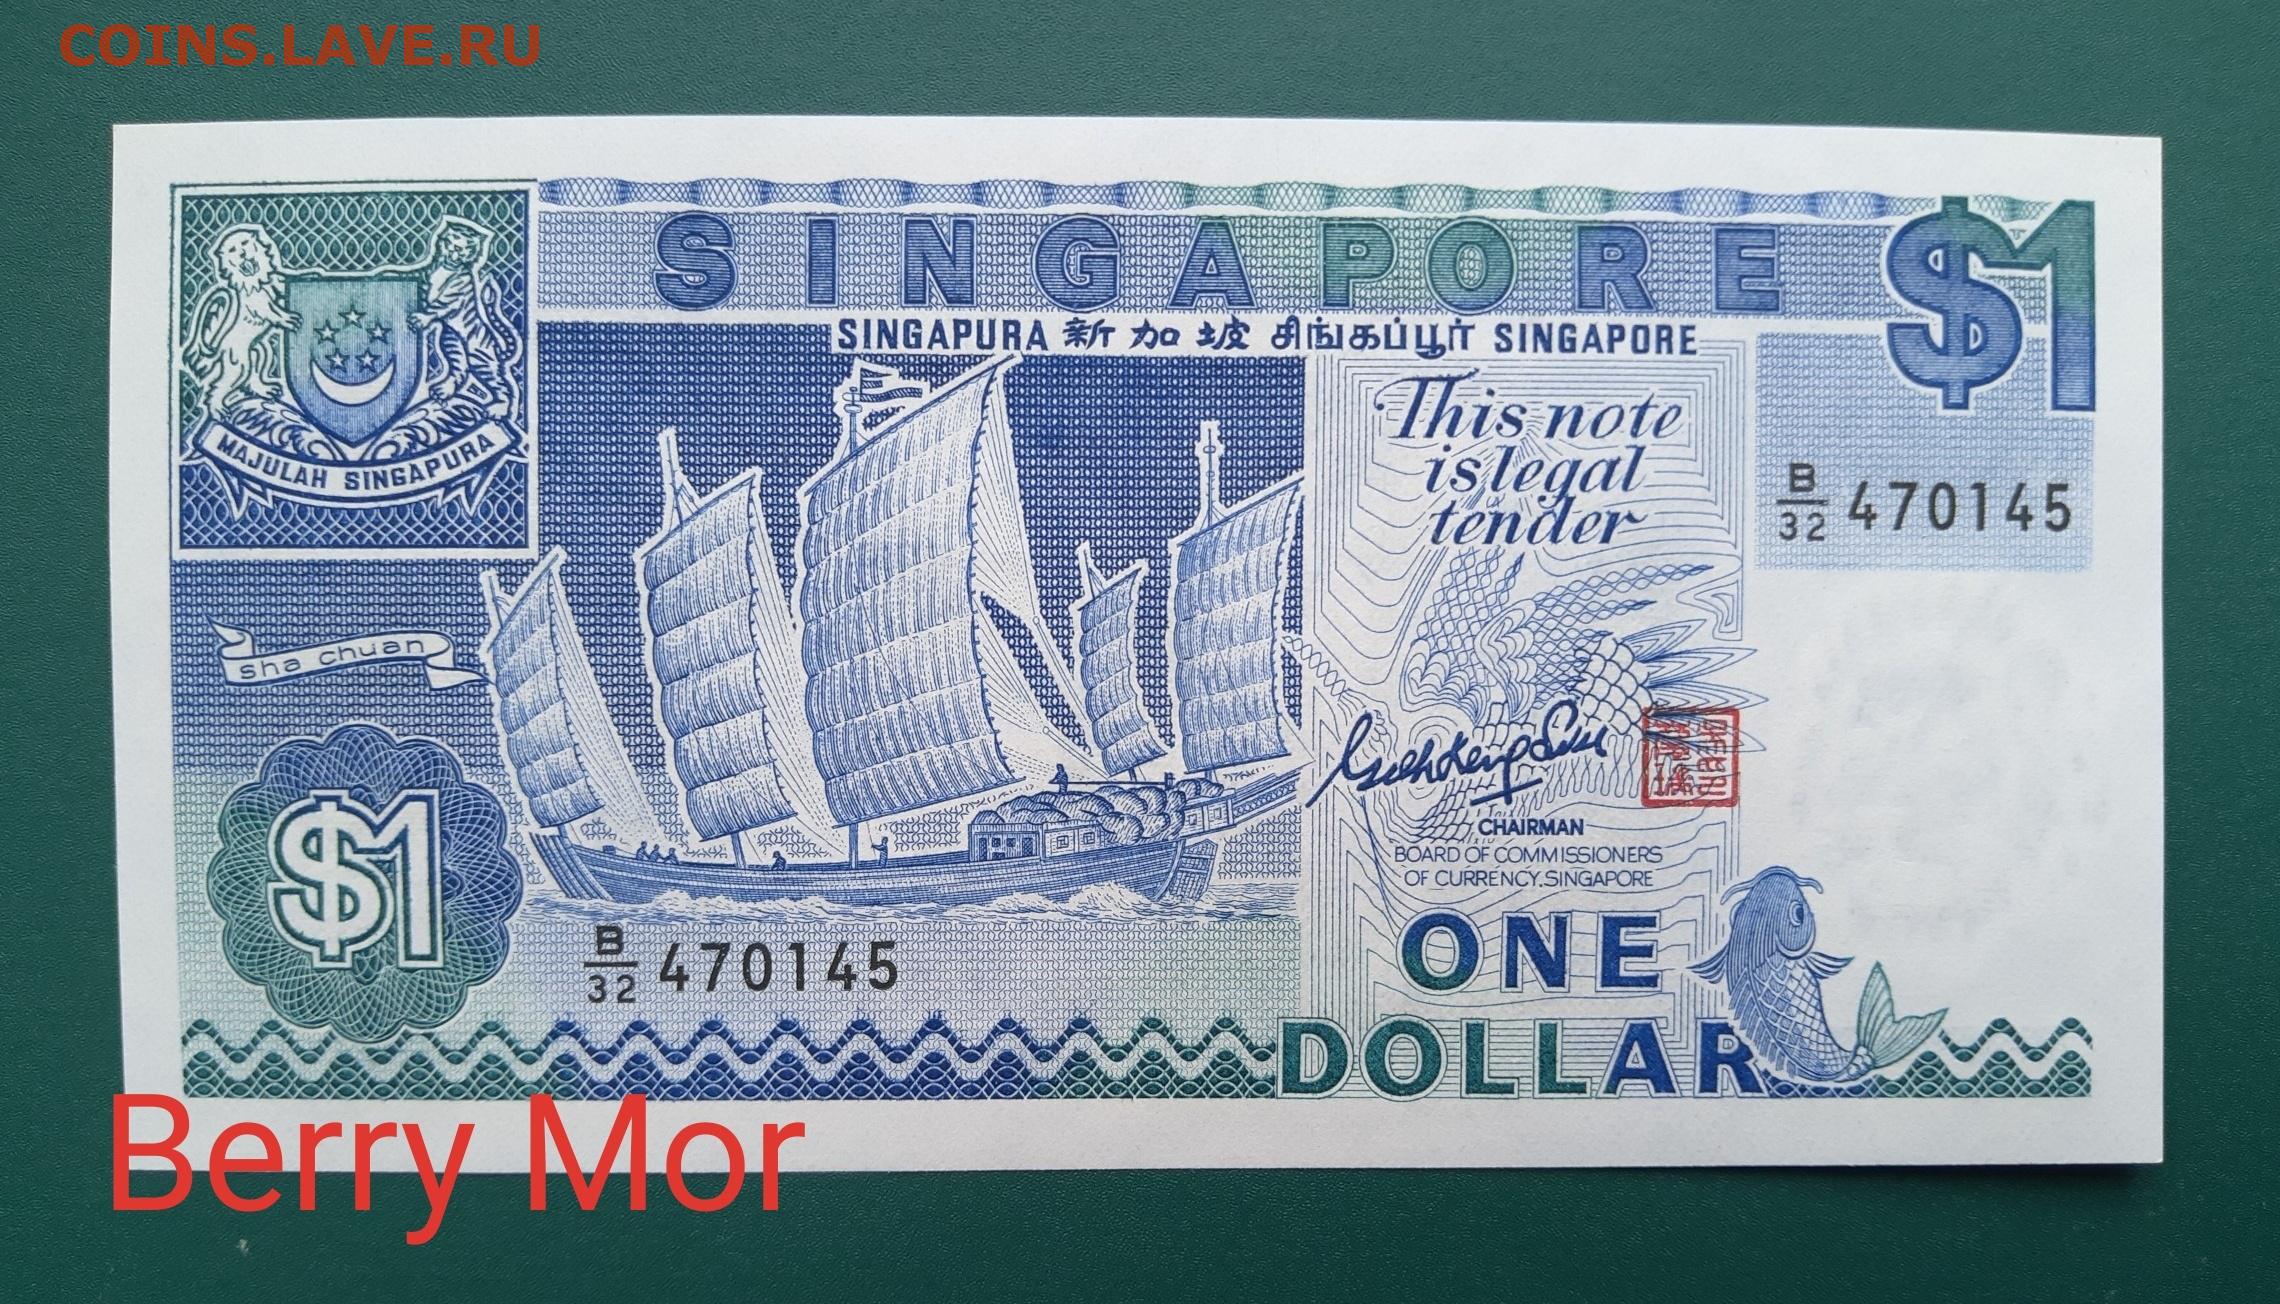 COINS.LAVE.RU
SINGAPORE
$1
SINGAPURA 新加坡 சிங்கப்பூர் SINGAPORE
This note
is legal
tender
MAJULAH SINGAPURA
B/32 470145
sha chuan
$1
CHAIRMAN
BOARD OF COMMISSIONERS
OF CURRENCY, SINGAPORE
B/32 470145
ONE
DOLLAR
Berry Mor